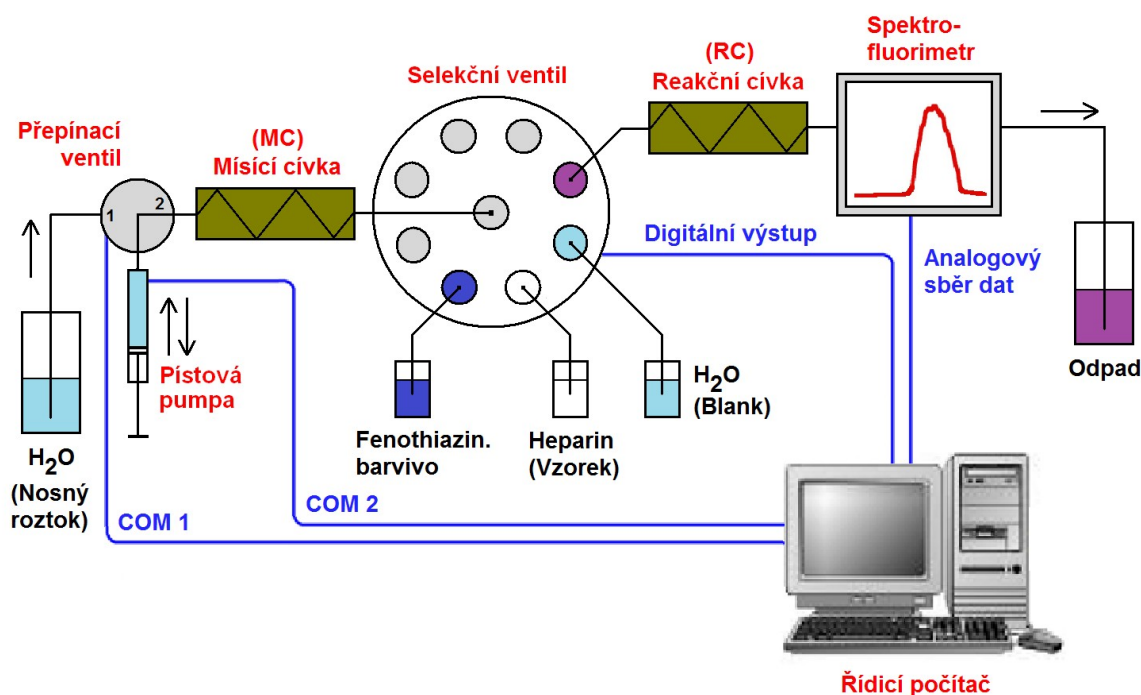 Spektro-
fluorimetr
(RC)
Reakční cívka
Selekční ventil
(MC)
Mísící cívka
Přepínací
ventil
1
2
Digitální výstup
Analogový
sběr dat
Odpad
Pístová
pumpa
H2O
(Nosný
roztok)
Fenothiazin.
barvivo
Heparin
(Vzorek)
H2O
(Blank)
COM 2
COM 1
Řídicí počítač